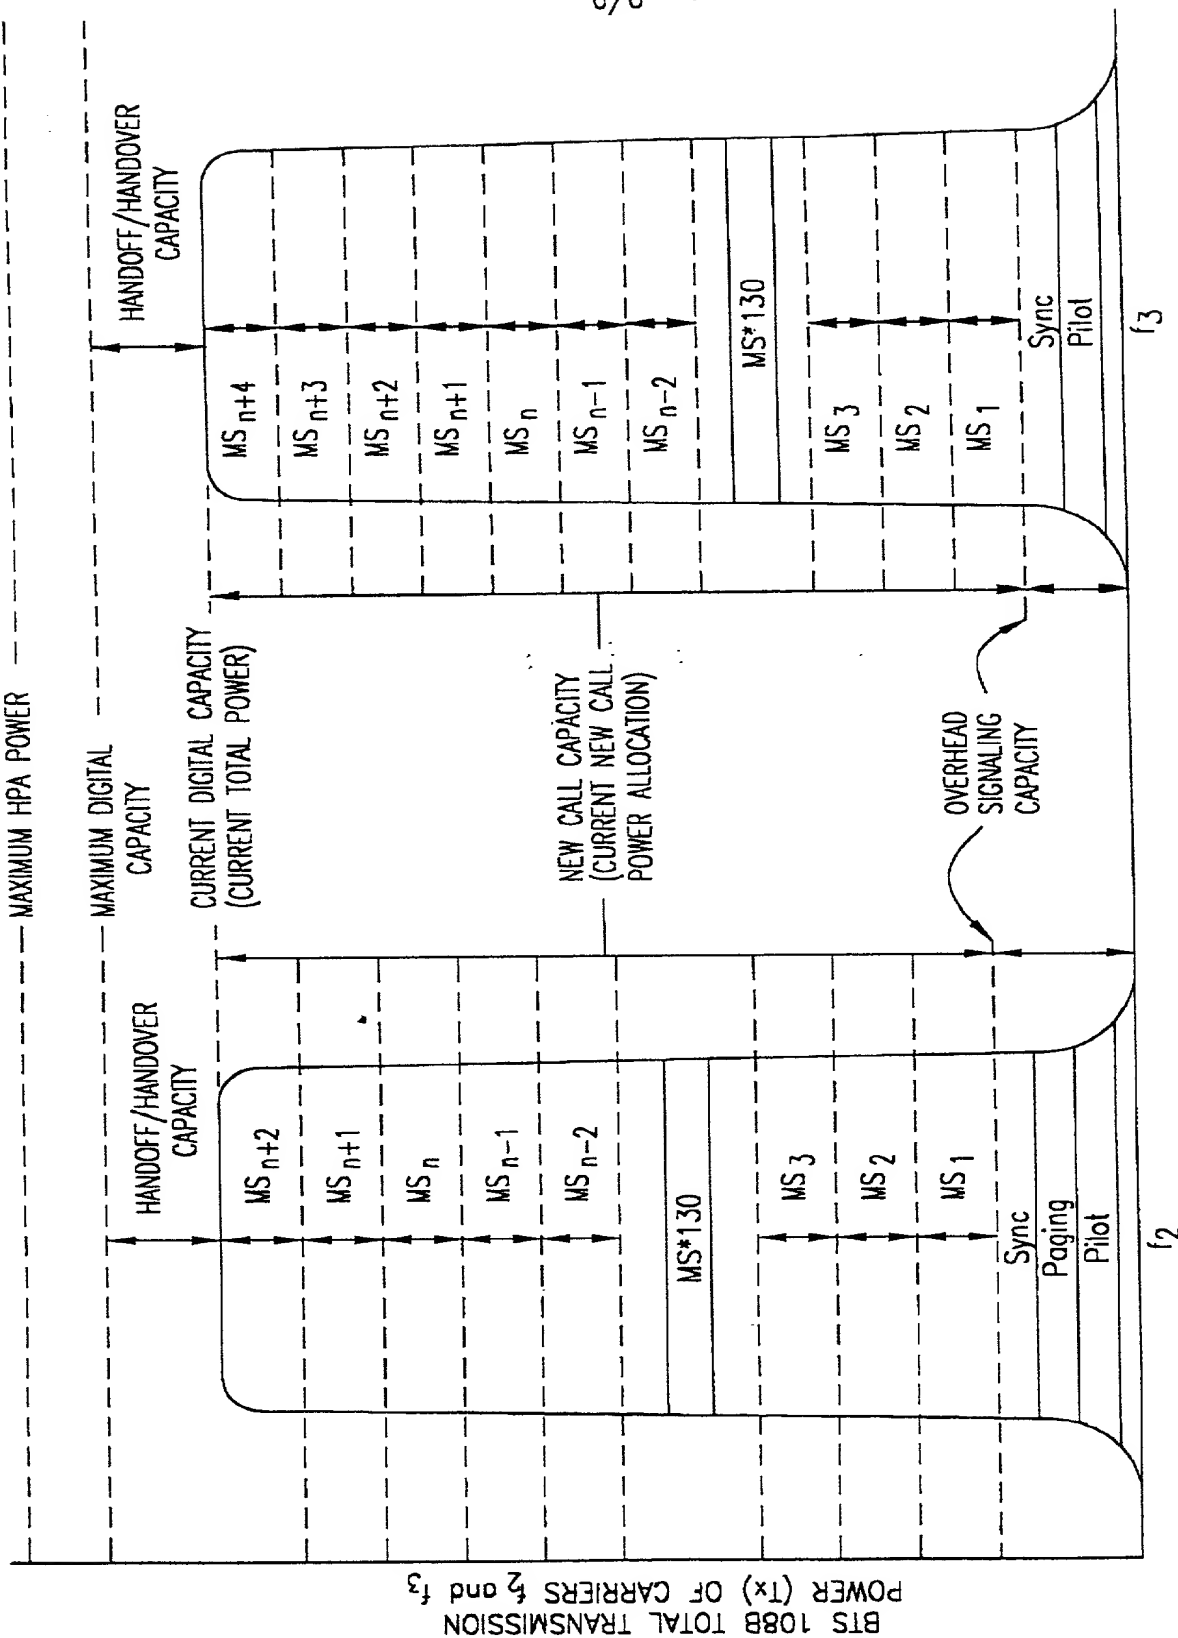 MAXIMUM HPA POWER
MAXIMUM DIGITAL
CAPACITY
HANDOFF/HANDOVER
CAPACITY
HANDOFF/HANDOVER
CAPACITY
CURRENT DIGITAL CAPACITY
(CURRENT TOTAL POWER)
NEW CALL CAPACITY
(CURRENT NEW CALL
POWER ALLOCATION)
OVERHEAD
SIGNALING
CAPACITY
MS n+2
MS n+1
MS n
MS n-1
MS n-2
MS*130
MS 3
MS 2
MS 1
Sync
Paging
Pilot
f2
MS n+4
MS n+3
MS n+2
MS n+1
MS n
MS n-1
MS n-2
MS*130
MS 3
MS 2
MS 1
Sync
Pilot
f3
BTS 108B TOTAL TRANSMISSION
POWER (Tx) OF CARRIERS f2 and f3